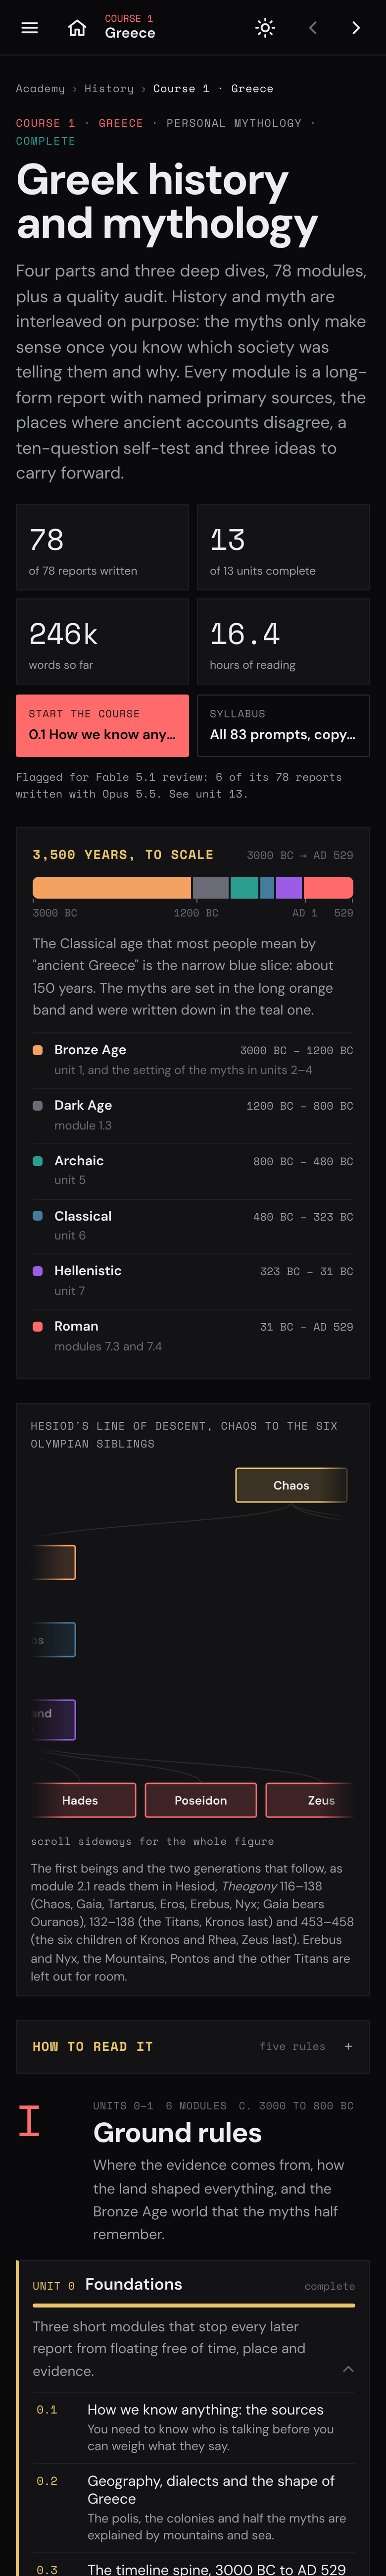 COURSE 1
Greece
Academy › History › Course 1 · Greece
COURSE 1 · GREECE · PERSONAL MYTHOLOGY ·
COMPLETE
Greek history
and mythology
Four parts and three deep dives, 78 modules,
plus a quality audit. History and myth are
interleaved on purpose: the myths only make
sense once you know which society was
telling them and why. Every module is a long-
form report with named primary sources, the
places where ancient accounts disagree, a
ten-question self-test and three ideas to
carry forward.
78
of 78 reports written
13
of 13 units complete
246k
words so far
16.4
hours of reading
START THE COURSE
0.1 How we know any…
SYLLABUS
All 83 prompts, copy…
Flagged for Fable 5.1 review: 6 of its 78 reports
written with Opus 5.5. See unit 13.
3,500 YEARS, TO SCALE
3000 BC → AD 529
3000 BC 1200 BC AD 1 529
The Classical age that most people mean by
"ancient Greece" is the narrow blue slice: about
150 years. The myths are set in the long orange
band and were written down in the teal one.
Bronze Age 3000 BC – 1200 BC
unit 1, and the setting of the myths in units 2–4
Dark Age 1200 BC – 800 BC
module 1.3
Archaic 800 BC – 480 BC
unit 5
Classical 480 BC – 323 BC
unit 6
Hellenistic 323 BC – 31 BC
unit 7
Roman 31 BC – AD 529
modules 7.3 and 7.4
HESIOD'S LINE OF DESCENT, CHAOS TO THE SIX
OLYMPIAN SIBLINGS
Chaos
os
and
Hades Poseidon Zeus
scroll sideways for the whole figure
The first beings and the two generations that follow, as
module 2.1 reads them in Hesiod, Theogony 116–138
(Chaos, Gaia, Tartarus, Eros, Erebus, Nyx; Gaia bears
Ouranos), 132–138 (the Titans, Kronos last) and 453–458
(the six children of Kronos and Rhea, Zeus last). Erebus
and Nyx, the Mountains, Pontos and the other Titans are
left out for room.
HOW TO READ IT five rules +
I
UNITS 0–1 6 MODULES C. 3000 TO 800 BC
Ground rules
Where the evidence comes from, how
the land shaped everything, and the
Bronze Age world that the myths half
remember.
UNIT 0 Foundations complete
Three short modules that stop every later
report from floating free of time, place and
evidence.
0.1 How we know anything: the sources
You need to know who is talking before you
can weigh what they say.
0.2 Geography, dialects and the shape of
Greece
The polis, the colonies and half the myths are
explained by mountains and sea.
0.3 The timeline spine, 3000 BC to AD 529